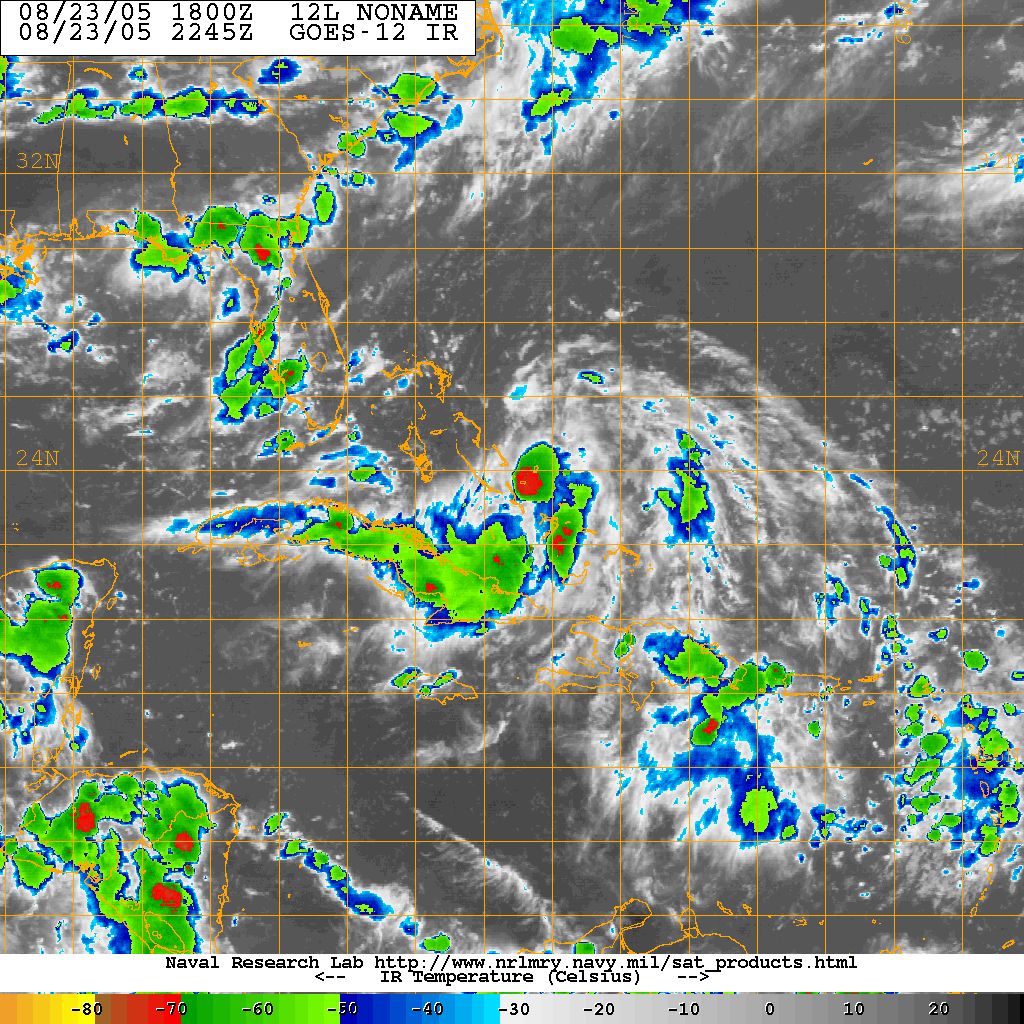 08/23/05 1800Z 12L NONAME
08/23/05 2245Z GOES-12 IR
32N
24N
24N
Naval Research Lab http://www.nrlmry.navy.mil/sat_products.html
<-- IR Temperature (Celsius) -->
-80 -70 -60 -50 -40 -30 -20 -10 0 10 20